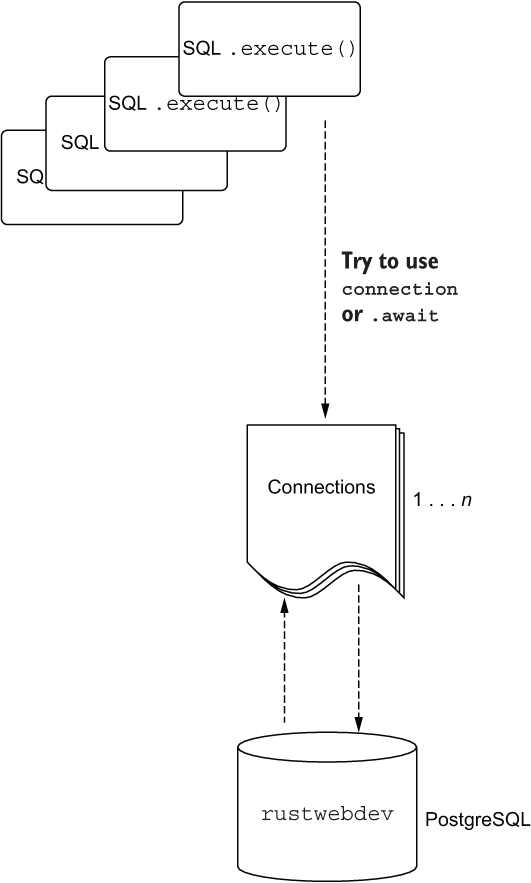 SQL .execute()
SQL .execute()
SQL
SQ
Try to use
connection
or .await
Connections
1 . . . n
rustwebdev
PostgreSQL